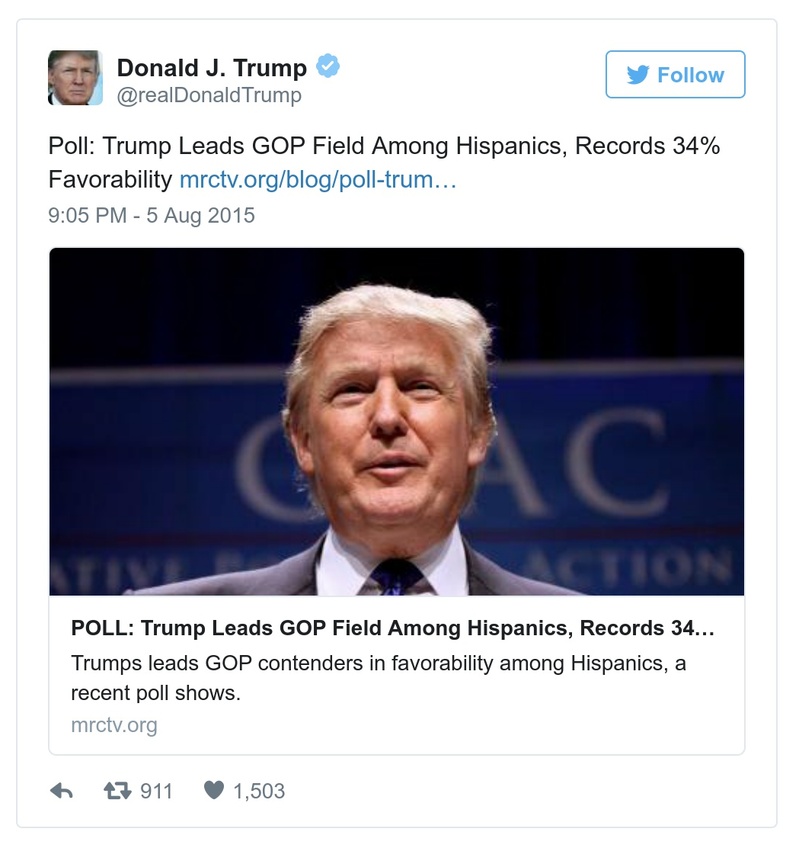 Donald J. Trump
@realDonaldTrump
Follow
Poll: Trump Leads GOP Field Among Hispanics, Records 34%
Favorability mrctv.org/blog/poll-trum…
9:05 PM - 5 Aug 2015
C AC
ATIVE P ACTION
POLL: Trump Leads GOP Field Among Hispanics, Records 34…
Trumps leads GOP contenders in favorability among Hispanics, a
recent poll shows.
mrctv.org
911 1,503